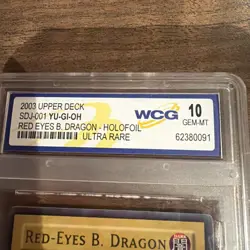 2003 UPPER DECK
SDJ-001 YU-GI-OH
RED EYES B. DRAGON - HOLOFOIL
ULTRA RARE
WCG
10
GEM-MT
62380091
RED-EYES B. DRAGON